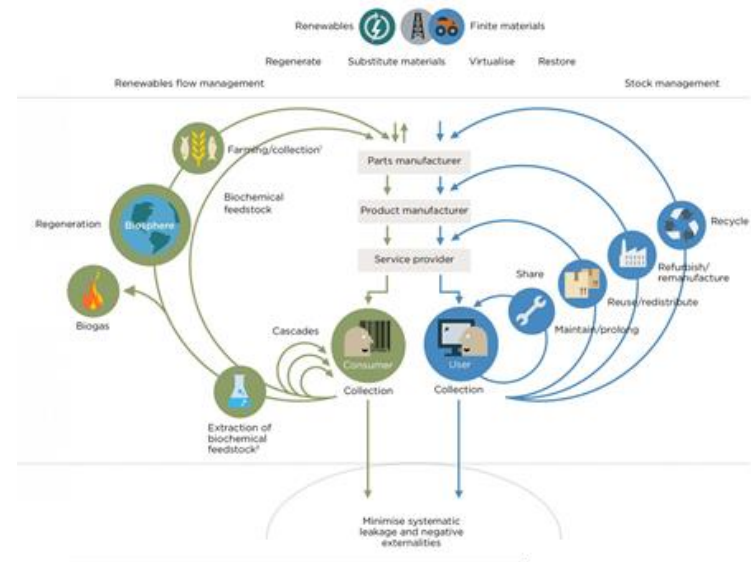 Renewables
Finite materials
Regenerate
Substitute materials
Virtualise
Restore
Renewables flow management
Stock management
Farming/collection¹
Parts manufacturer
Biochemical
feedstock
Regeneration
Biosphere
Product manufacturer
Recycle
Service provider
Share
Refurbish/
remanufacture
Reuse/redistribute
Biogas
Cascades
Maintain/prolong
Consumer
User
Collection
Collection
Extraction of
biochemical
feedstock²
Minimise systematic
leakage and negative
externalities